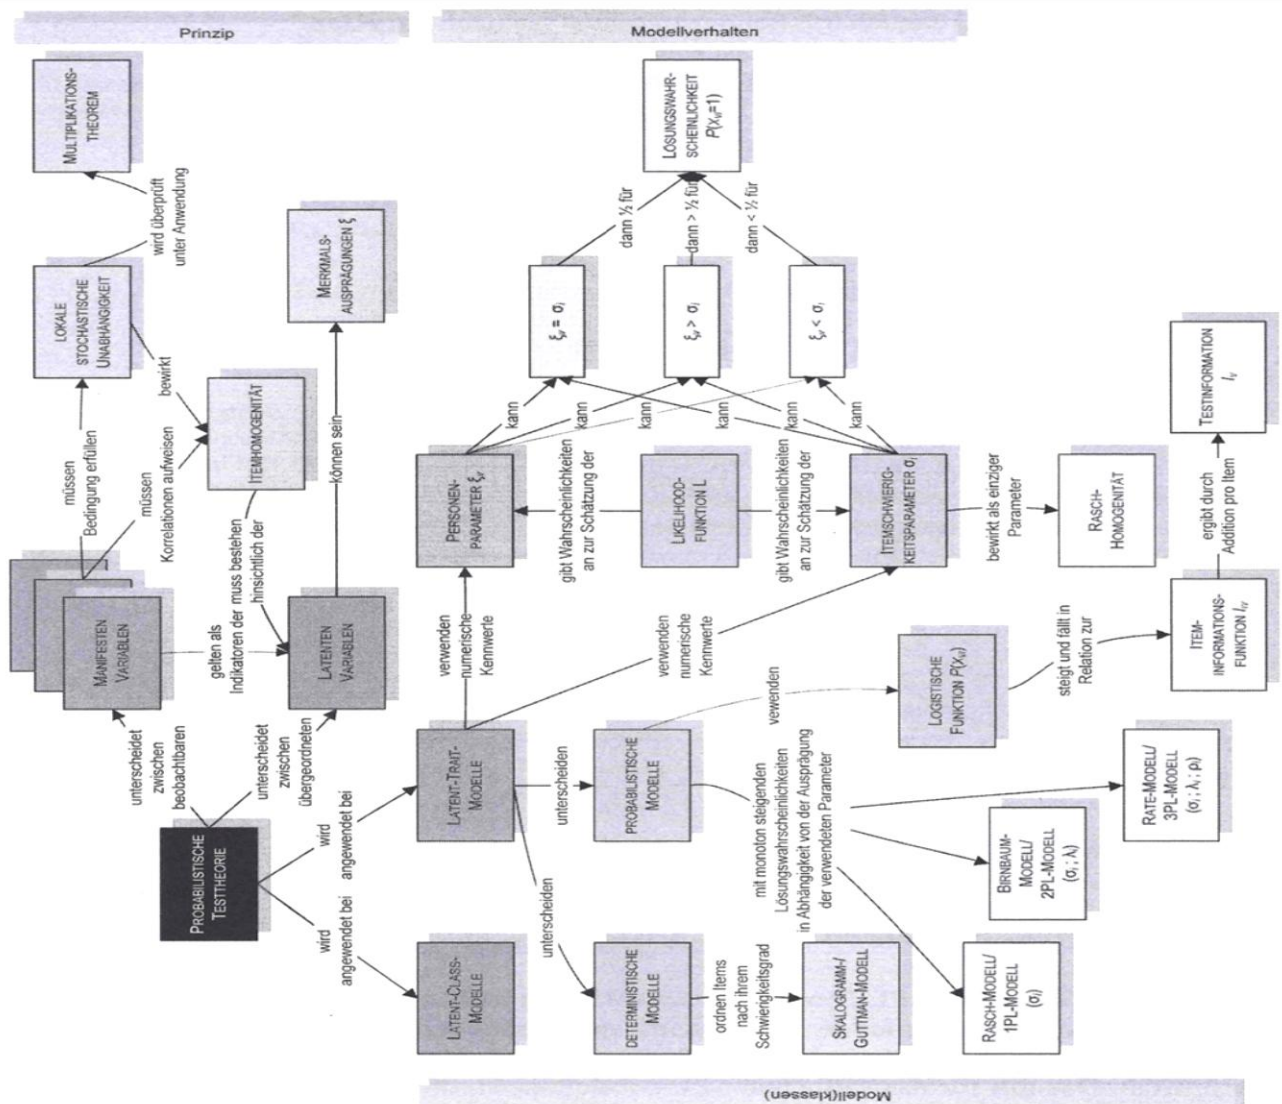 Prinzip
Modellverhalten
Modell(klassen)
PROBABILISTISCHE
TESTTHEORIE
unterscheidet
zwischen
beobachtbaren
unterscheidet
zwischen
übergeordneten
MANIFESTEN
VARIABLEN
müssen
Bedingung erfüllen
müssen
Korrelationen aufweisen
LOKALE
STOCHASTISCHE
UNABHÄNGIGKEIT
wird überprüft
unter Anwendung
MULTIPLIKATIONS-
THEOREM
bewirkt
ITEMHOMOGENITÄT
gelten als
Indikatoren der
muss bestehen
hinsichtlich der
LATENTEN
VARIABLEN
können sein
MERKMALS-
AUSPRÄGUNGEN ξ
wird
angewendet bei
wird
angewendet bei
LATENT-CLASS-
MODELLE
LATENT-TRAIT-
MODELLE
verwenden
numerische
Kennwerte
verwenden
numerische
Kennwerte
PERSONEN-
PARAMETER ξv
gibt Wahrscheinlichkeiten
an zur Schätzung der
LIKELIHOOD-
FUNKTION L
gibt Wahrscheinlichkeiten
an zur Schätzung der
ITEMSCHWIERIG-
KEITSPARAMETER σi
kann
kann
kann
kann
kann
kann
ξv = σi
ξv > σi
ξv < σi
dann ½ für
dann > ½ für
dann < ½ für
LÖSUNGSWAHR-
SCHEINLICHKEIT
P(xvi=1)
bewirkt als einziger
Parameter
RASCH-
HOMOGENITÄT
unterscheiden
unterscheiden
DETERMINISTISCHE
MODELLE
ordnen Items
nach ihrem
Schwierigkeitsgrad
SKALOGRAMM-/
GUTTMAN-MODELL
PROBABILISTISCHE
MODELLE
vewenden
LOGISTISCHE
FUNKTION P(xvi)
steigt und fällt in
Relation zur
ITEM-
INFORMATIONS-
FUNKTION Iiv
ergibt durch
Addition pro Item
TESTINFORMATION
Iv
mit monoton steigenden
Lösungswahrscheinlichkeiten
in Abhängigkeit von der Ausprägung
der verwendeten Parameter
RASCH-MODELL/
1PL-MODELL
(σi)
BIRNBAUM-
MODELL/
2PL-MODELL
(σi ; λi)
RATE-MODELL/
3PL-MODELL
(σi ; λi ; ρi)